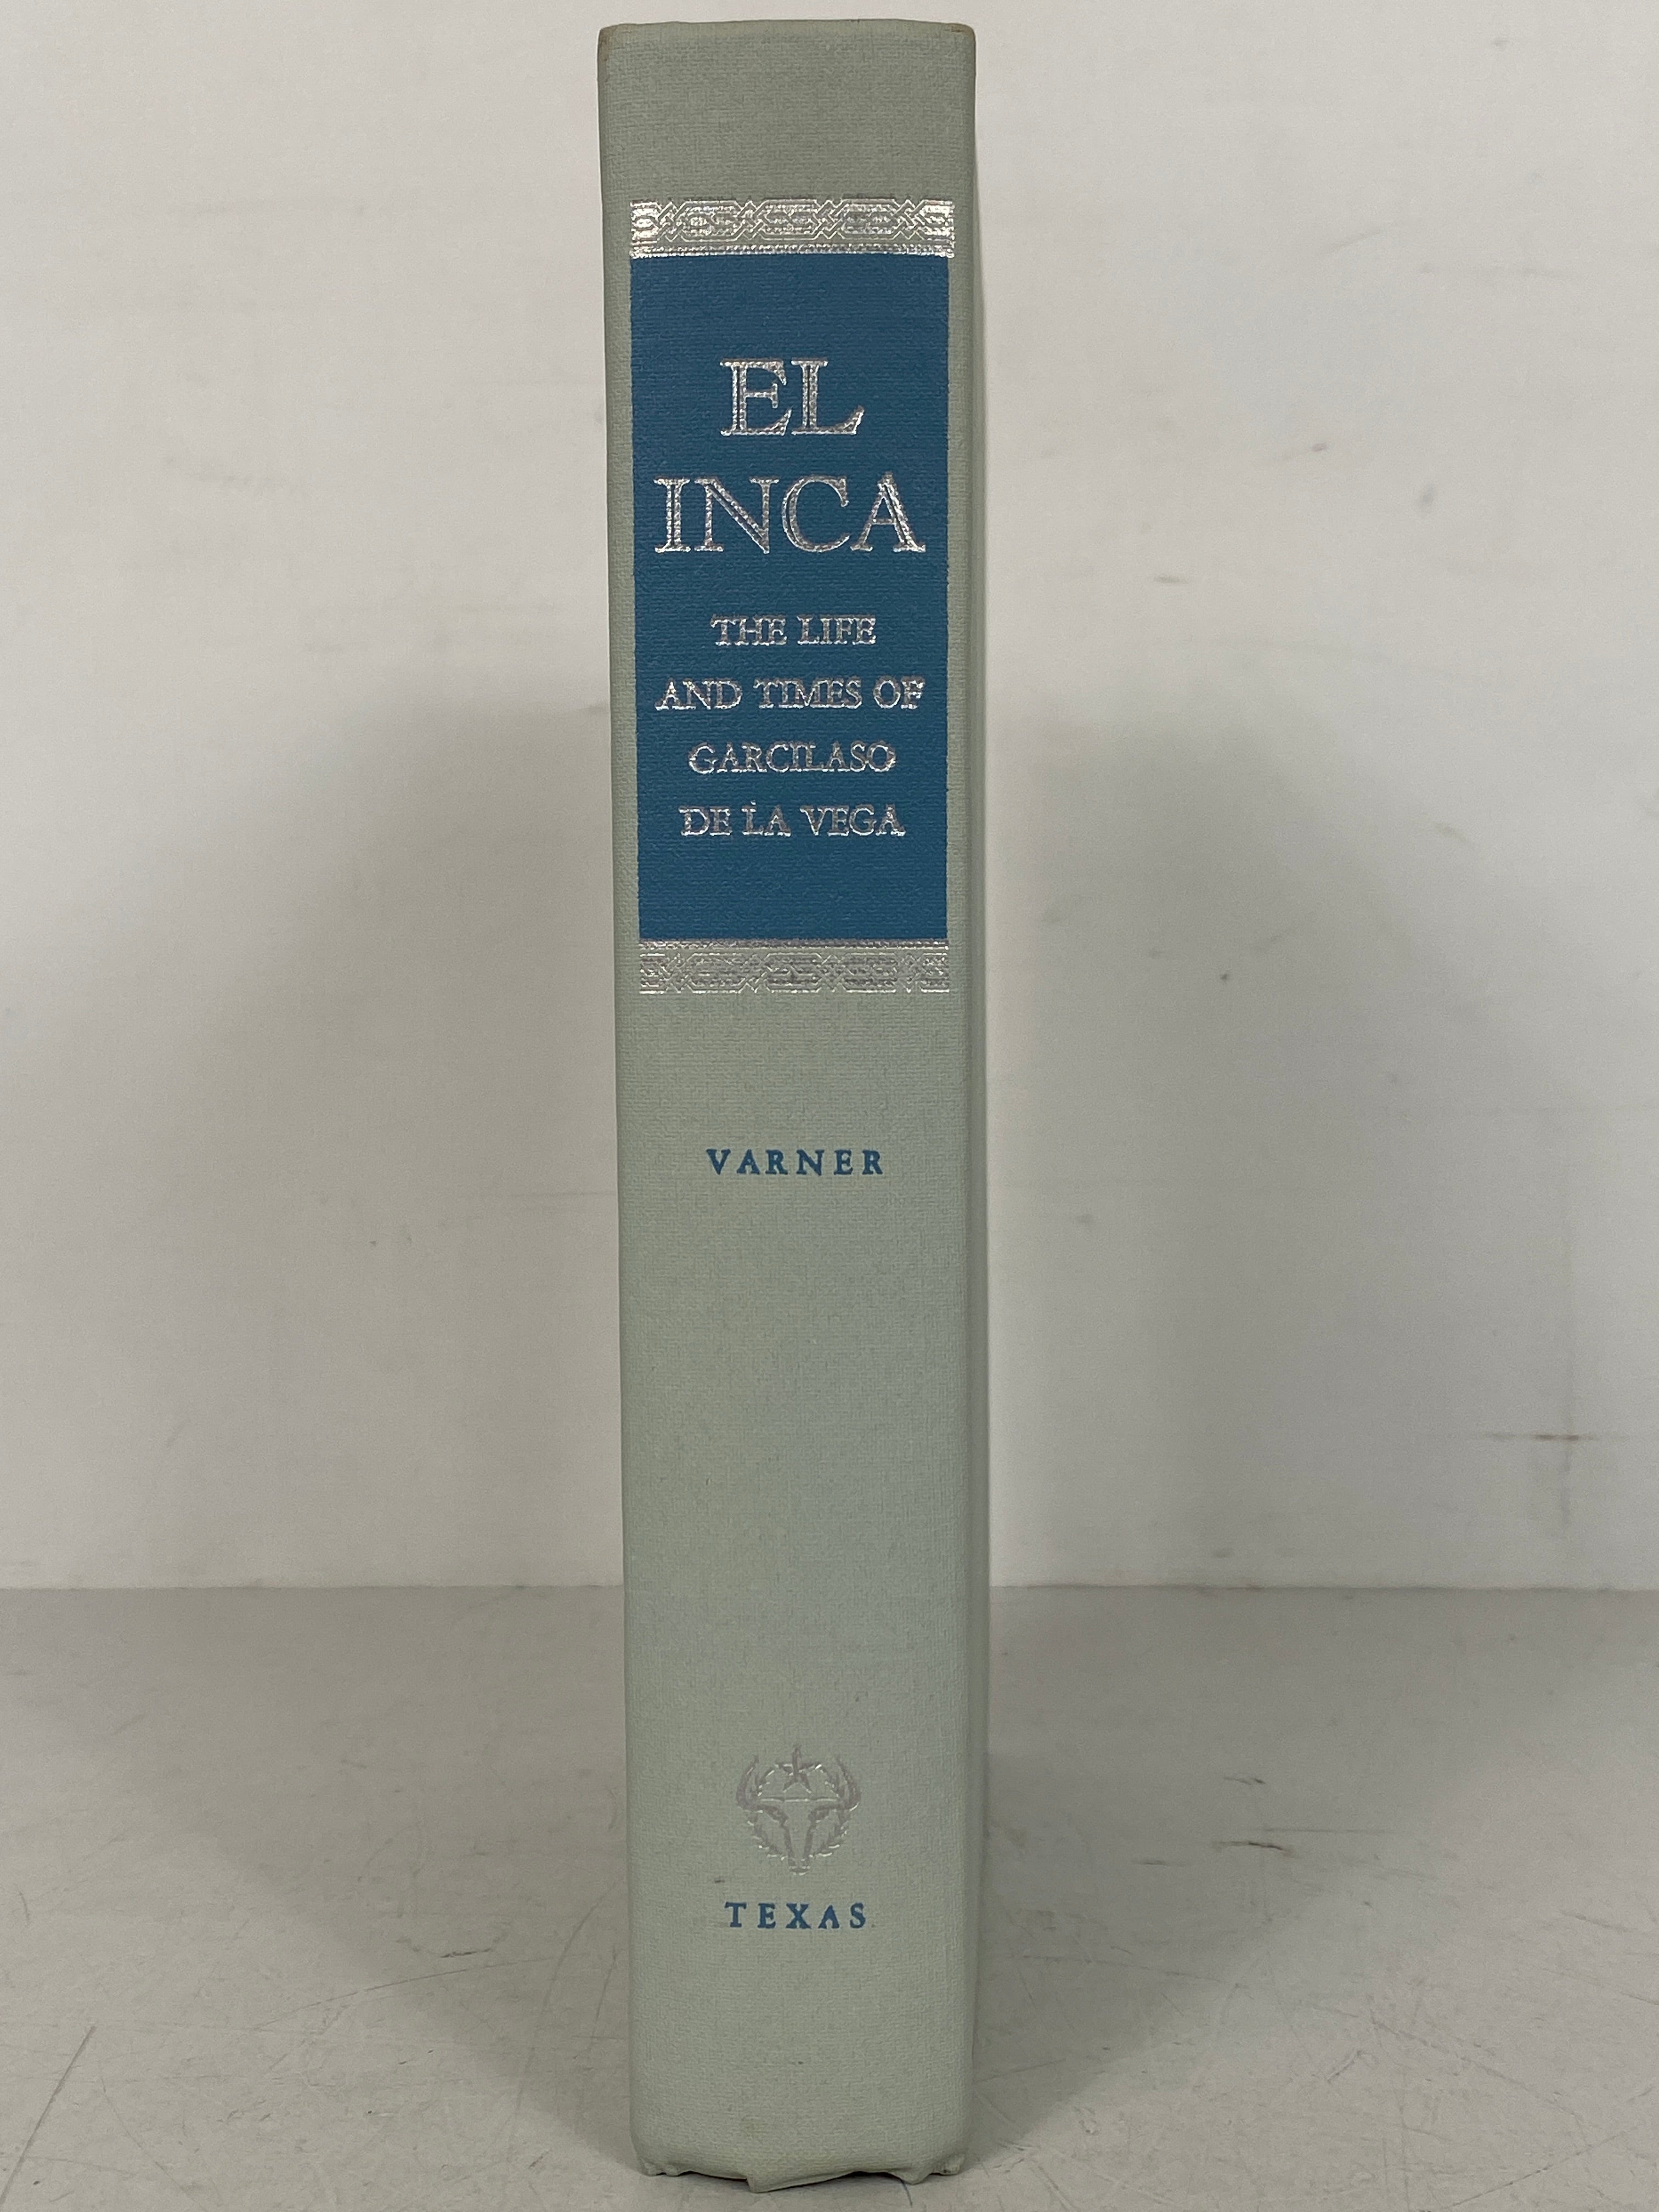 EL
INCA
THE LIFE
AND TIMES OF
GARCILASO
DE LA VEGA
VARNER
TEXAS